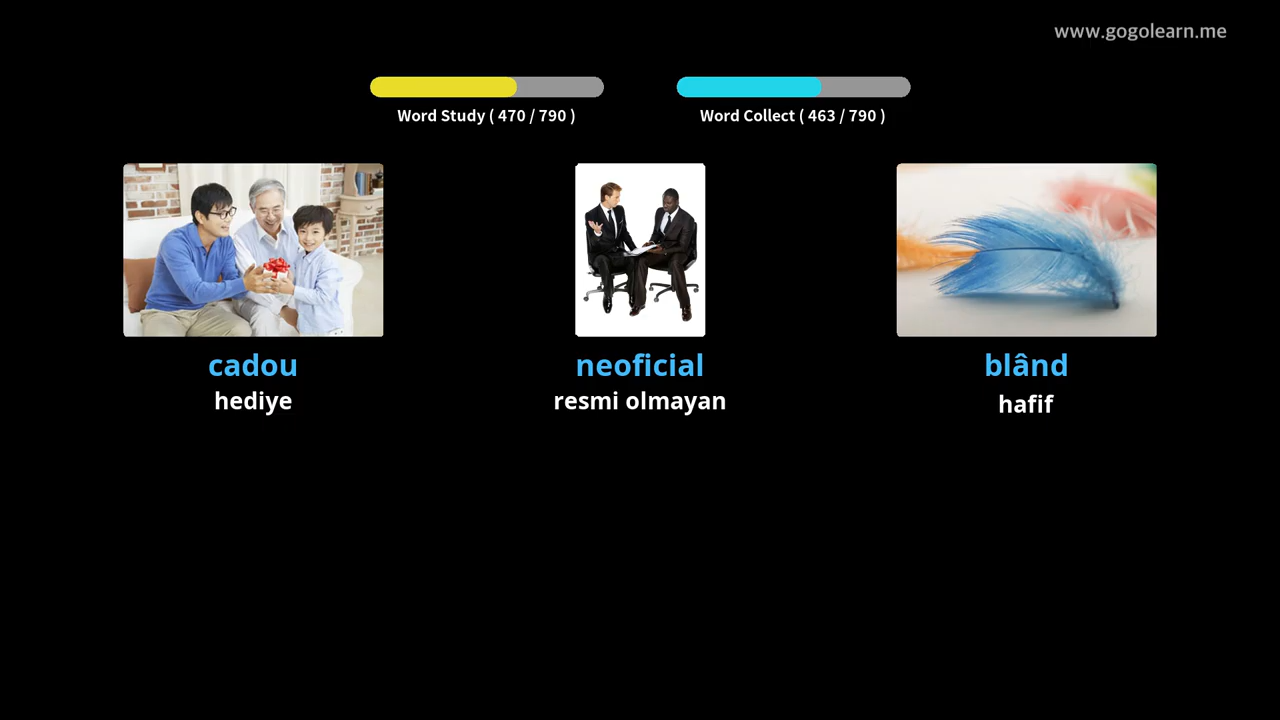 www.gogolearn.me
Word Study ( 470 / 790 )
Word Collect ( 463 / 790 )
cadou
neoficial
blând
hediye
resmi olmayan
hafif